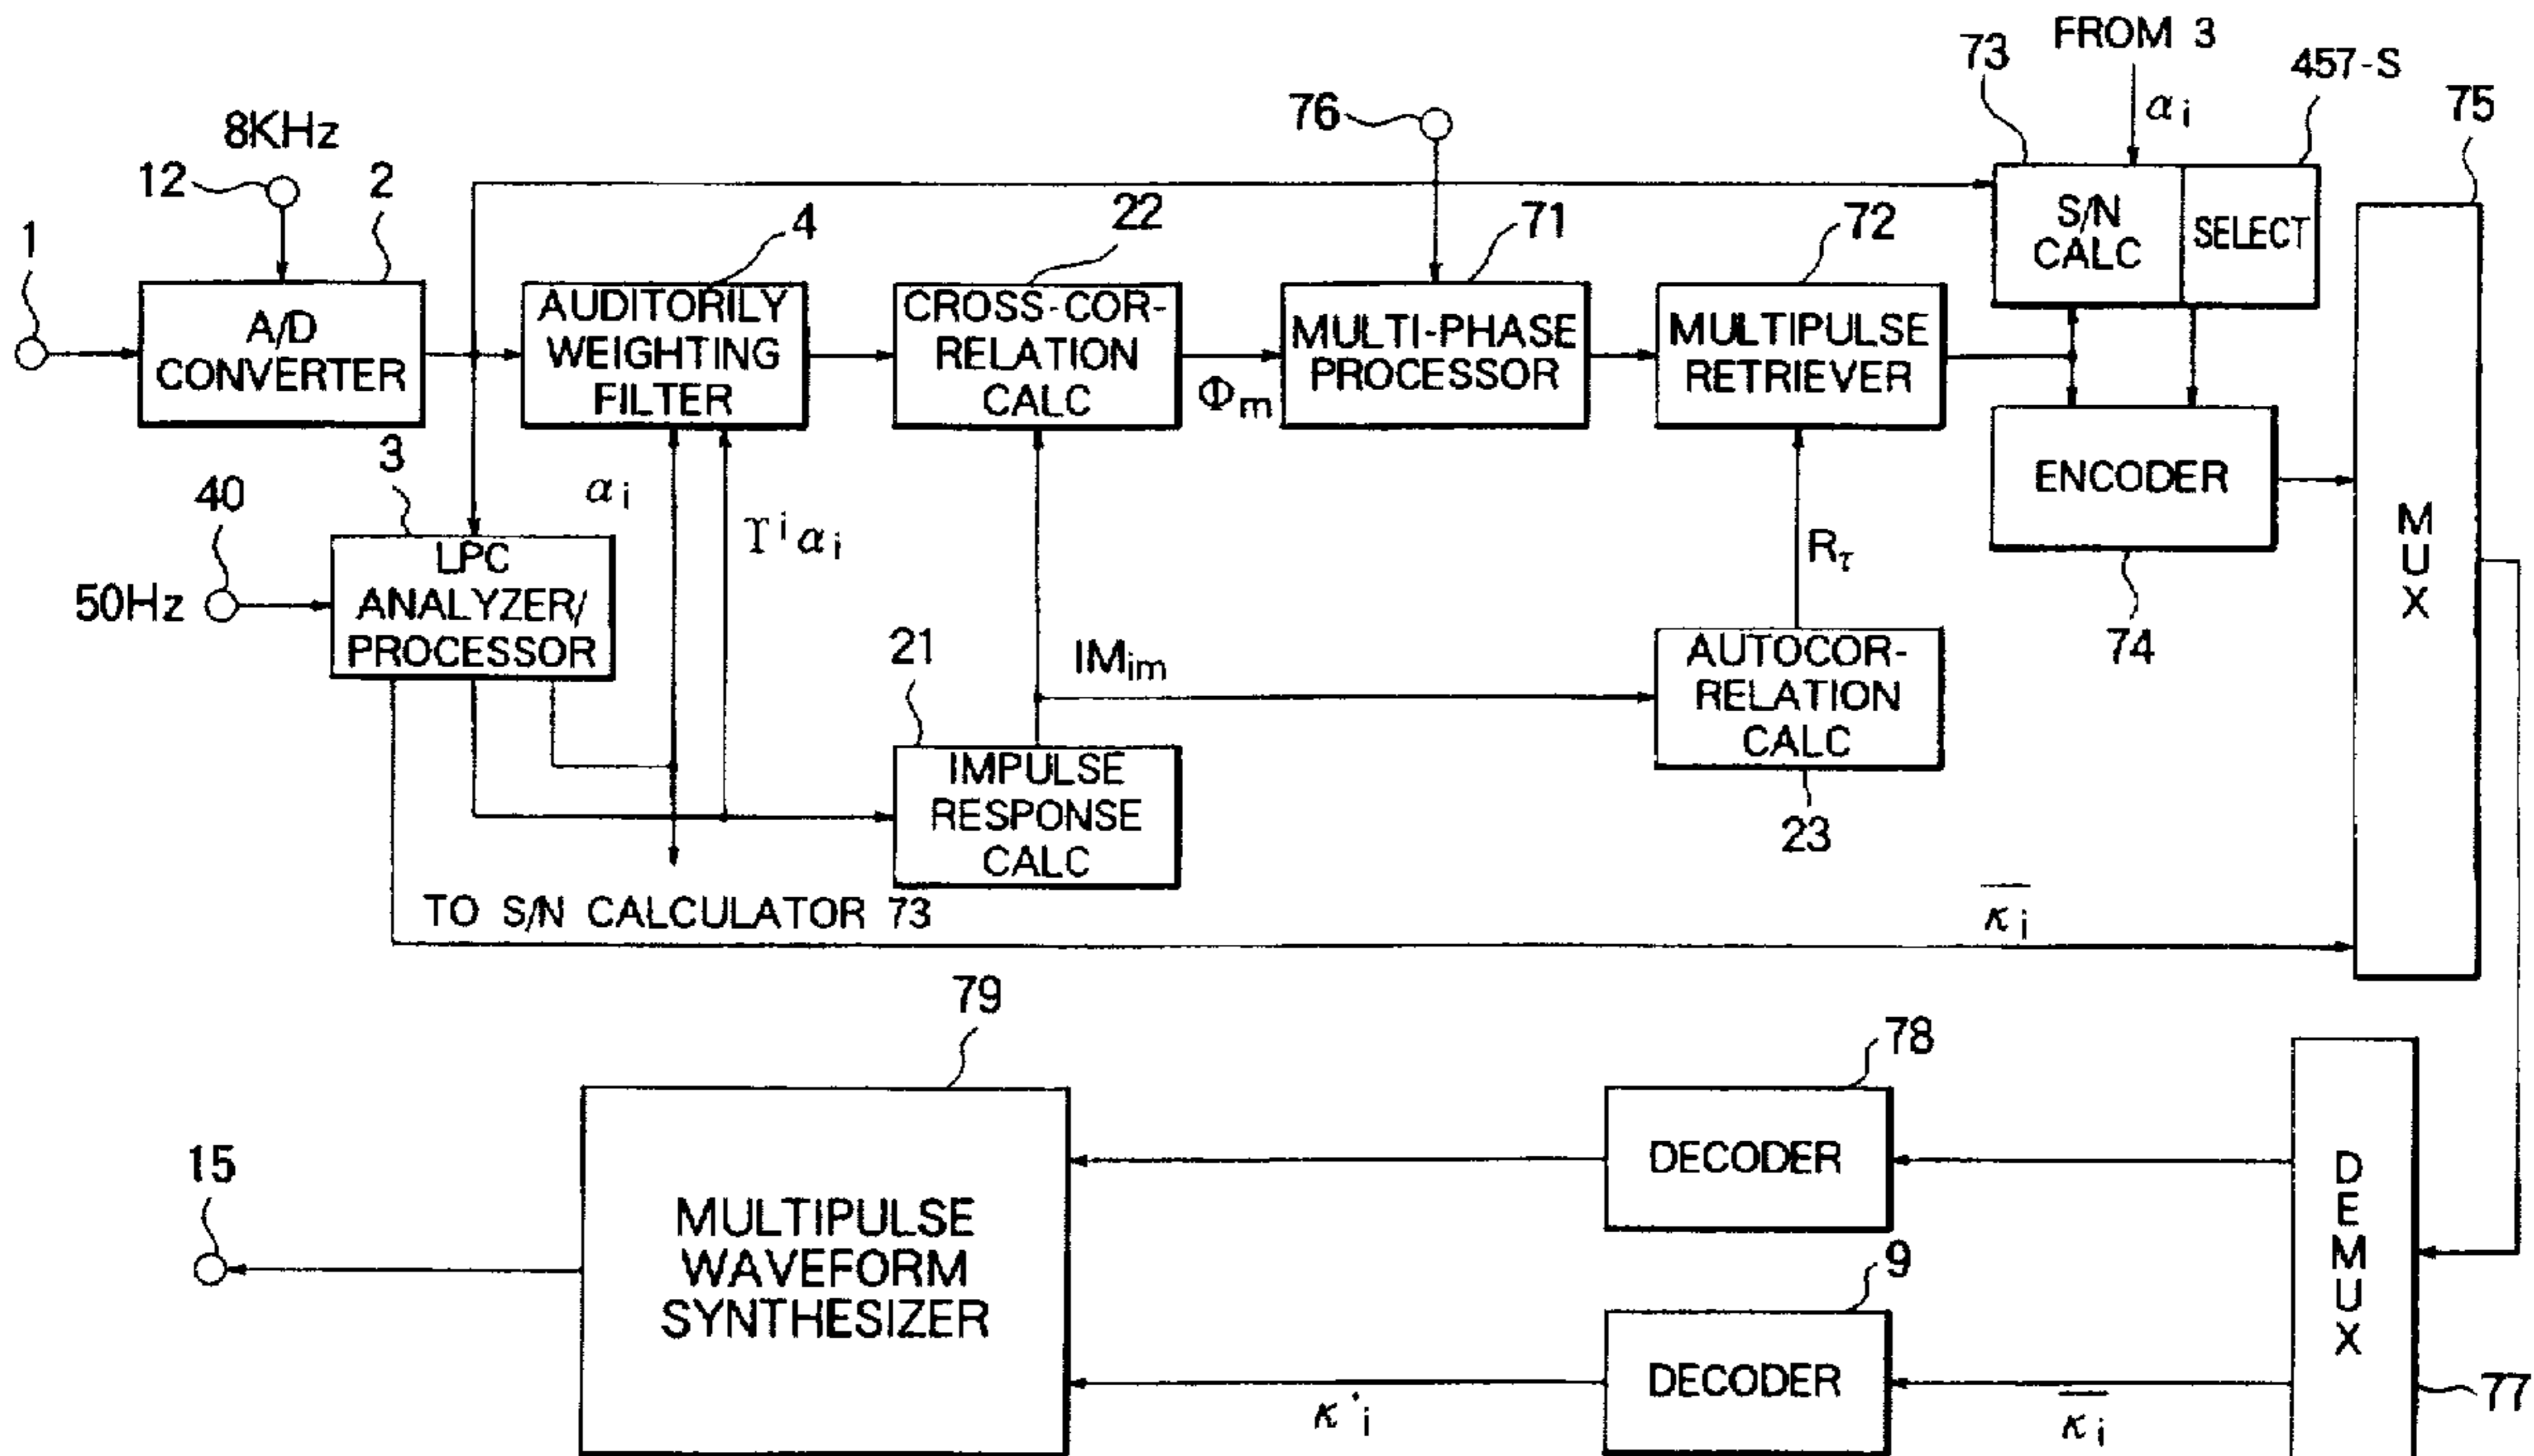 FROM 3
73
457-S
75
αi
76
8KHz
12
2
4
22
71
72
1
S/N
CALC
SELECT
A/D
CONVERTER
AUDITORILY
WEIGHTING
FILTER
CROSS-COR-
RELATION
CALC
Φm
MULTI-PHASE
PROCESSOR
MULTIPULSE
RETRIEVER
ENCODER
74
MUX
3
40
50Hz
LPC
ANALYZER/
PROCESSOR
αi
ϒ^i αi
Rτ
21
IMim
AUTOCOR-
RELATION
CALC
23
IMPULSE
RESPONSE
CALC
TO S/N CALCULATOR 73
κ̅i
79
78
15
MULTIPULSE
WAVEFORM
SYNTHESIZER
DECODER
9
DECODER
DEMUX
77
κ'i
κ̅i